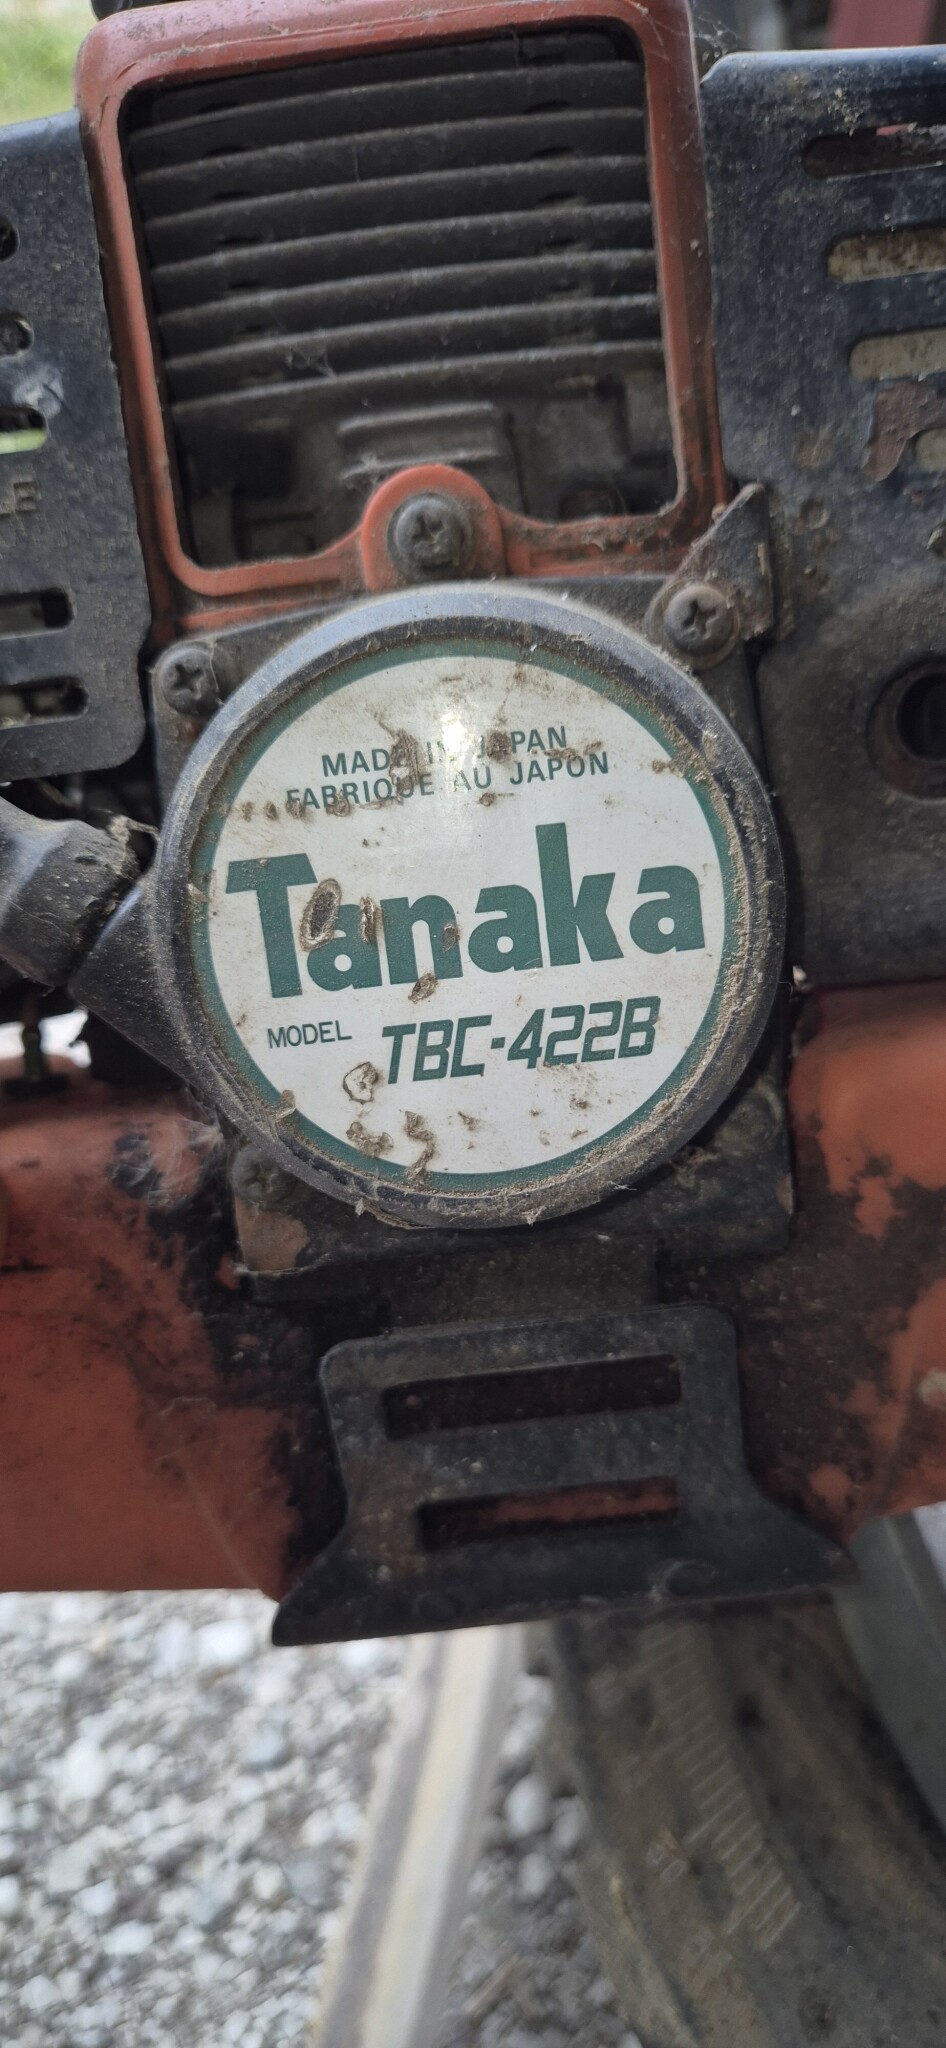 MADE IN JAPAN
FABRIQUE AU JAPON
Tanaka
MODEL TBC-422B